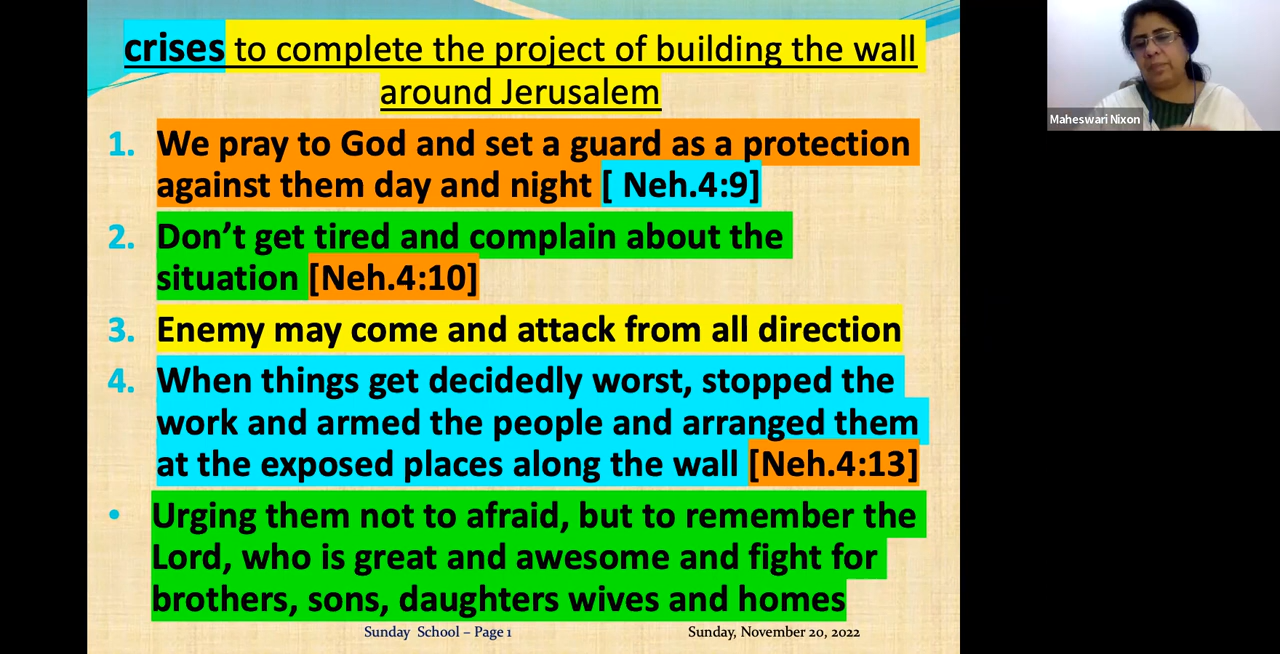 crises to complete the project of building the wall
around Jerusalem
1. We pray to God and set a guard as a protection
against them day and night [ Neh.4:9]
2. Don't get tired and complain about the
situation [Neh.4:10]
3. Enemy may come and attack from all direction
4. When things get decidedly worst, stopped the
work and armed the people and arranged them
at the exposed places along the wall [Neh.4:13]
• Urging them not to afraid, but to remember the
Lord, who is great and awesome and fight for
brothers, sons, daughters wives and homes
Sunday School – Page 1
Sunday, November 20, 2022
Maheswari Nixon